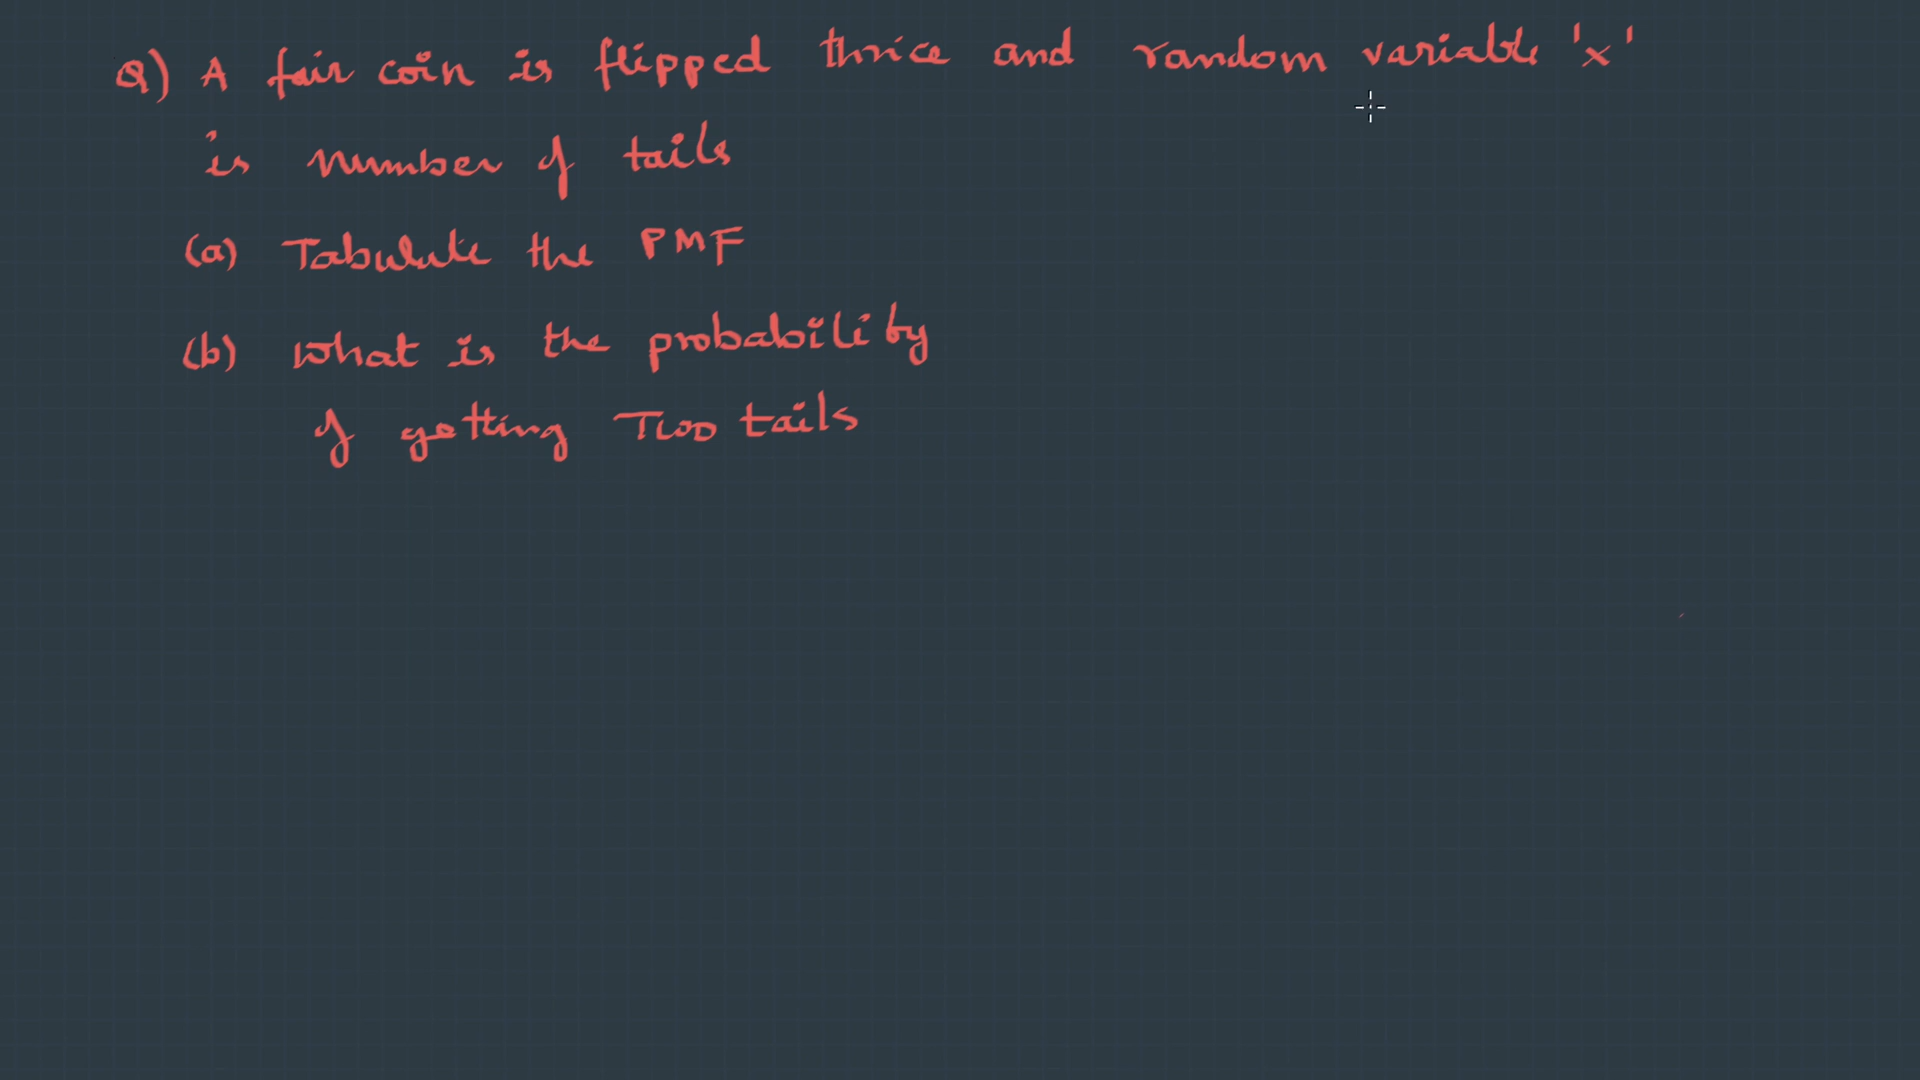 Q) A fair coin is flipped thrice and random variable 'x'
is number of tails
(a) Tabulate the PMF
(b) what is the probability
of getting Two tails